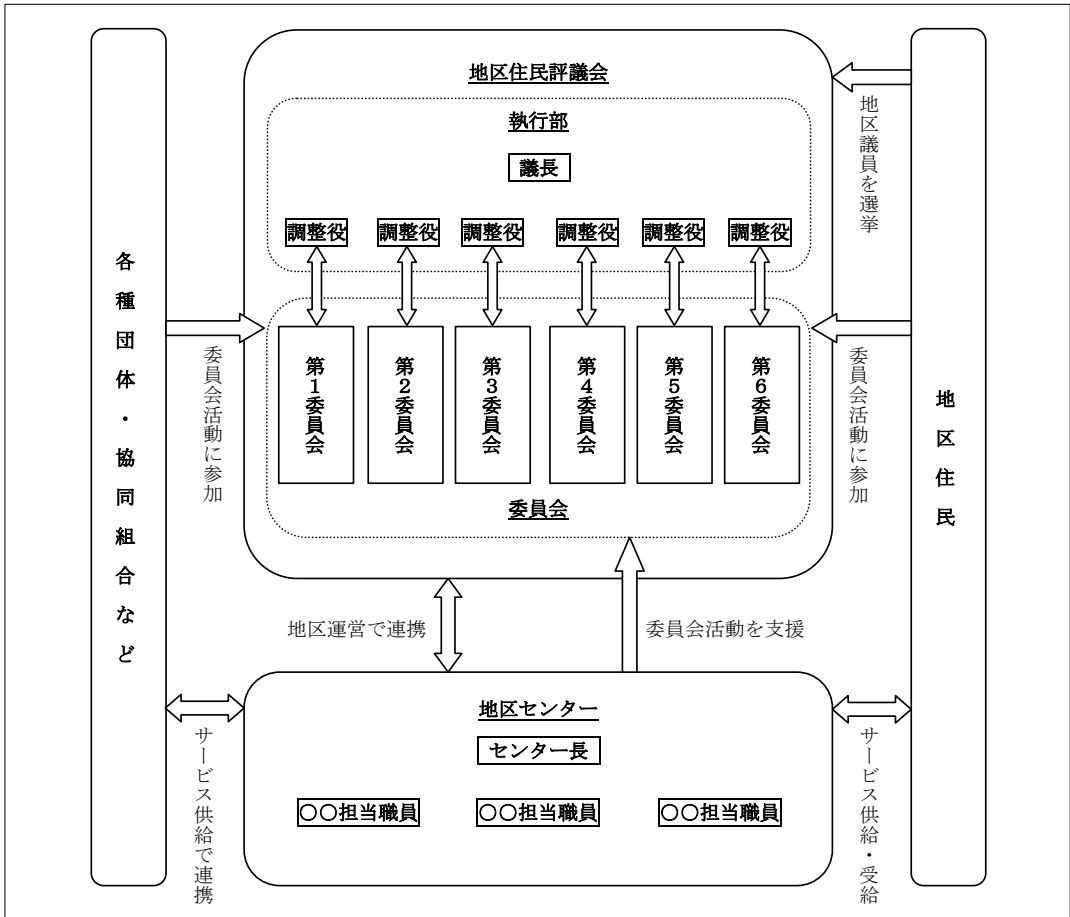 地区住民評議会
執行部
議長
調整役
調整役
調整役
調整役
調整役
調整役
第1委員会
第2委員会
第3委員会
第4委員会
第5委員会
第6委員会
委員会
各種団体・協同組合など
地区住民
地区議員を選挙
委員会活動に参加
委員会活動に参加
地区運営で連携
委員会活動を支援
地区センター
センター長
〇〇担当職員
〇〇担当職員
〇〇担当職員
サービス供給で連携
サービス供給・受給